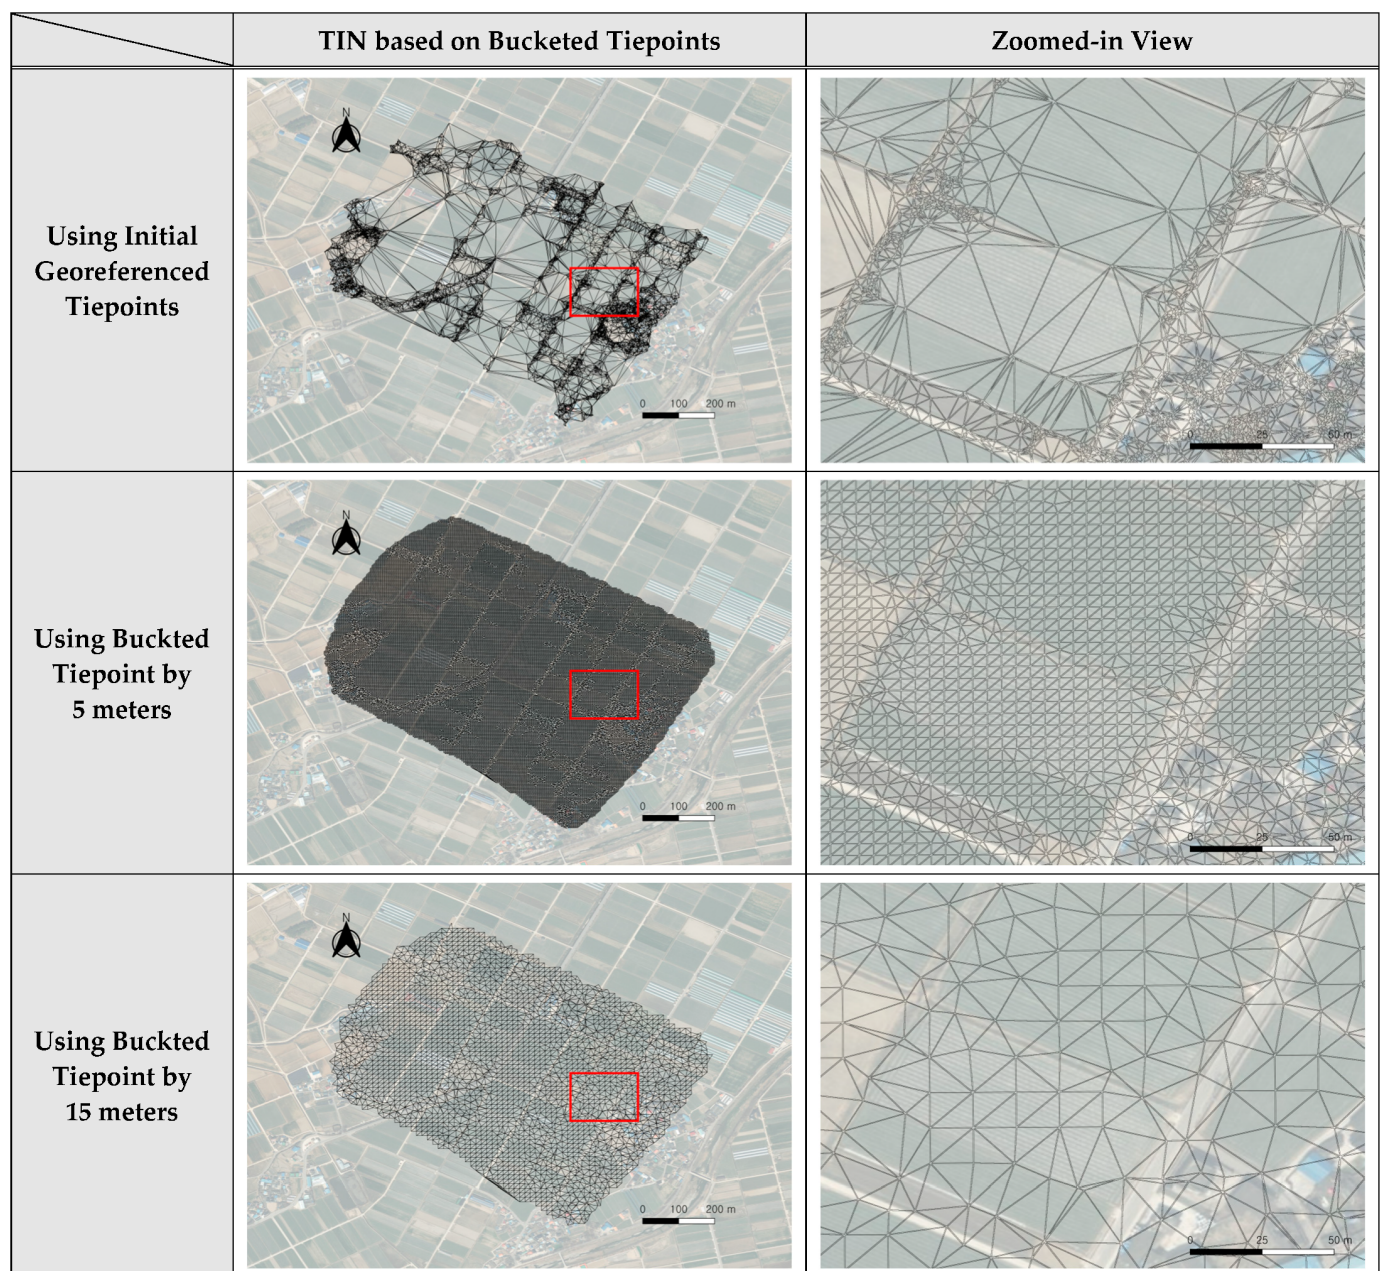 TIN based on Bucketed Tiepoints
Zoomed-in View
Using Initial
Georeferenced
Tiepoints
N
0 100 200 m
0 25 50 m
Using Buckted
Tiepoint by
5 meters
N
0 100 200 m
0 25 50 m
Using Buckted
Tiepoint by
15 meters
N
0 100 200 m
0 25 50 m